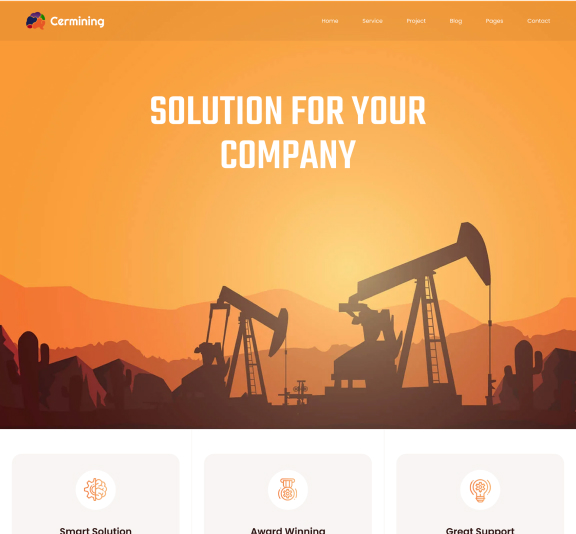 Cermining
Home Service Project Blog Pages Contact
SOLUTION FOR YOUR
COMPANY
Smart Solution Award Winning Great Support